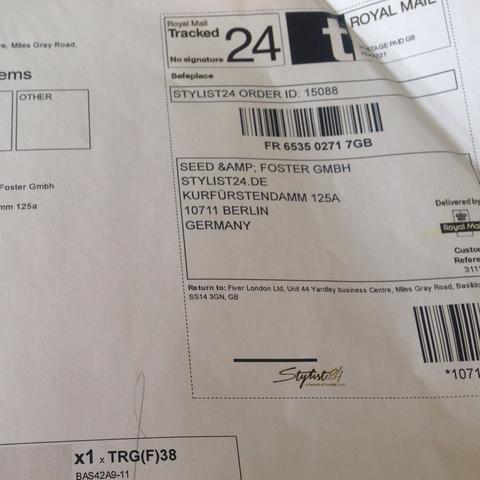 Royal Mail
Tracked
No signature
24
ROYAL MAIL
POSTAGE PAID GB
Safeplace
STYLIST24 ORDER ID: 15088
FR 6535 0271 7GB
SEED &AMP; FOSTER GMBH
STYLIST24.DE
KURFÜRSTENDAMM 125A
10711 BERLIN
GERMANY
Delivered by
Royal Mai
Custo
Refere
311
Return to: Fiver London Ltd, Unit 44 Yardley business Centre, Miles Gray Road, Basildo
SS14 3GN, GB
*1071
Stylist24
e, Miles Gray Road,
ems
OTHER
Foster Gmbh
mm 125a
x1 x TRG(F)38
BAS42A9-11